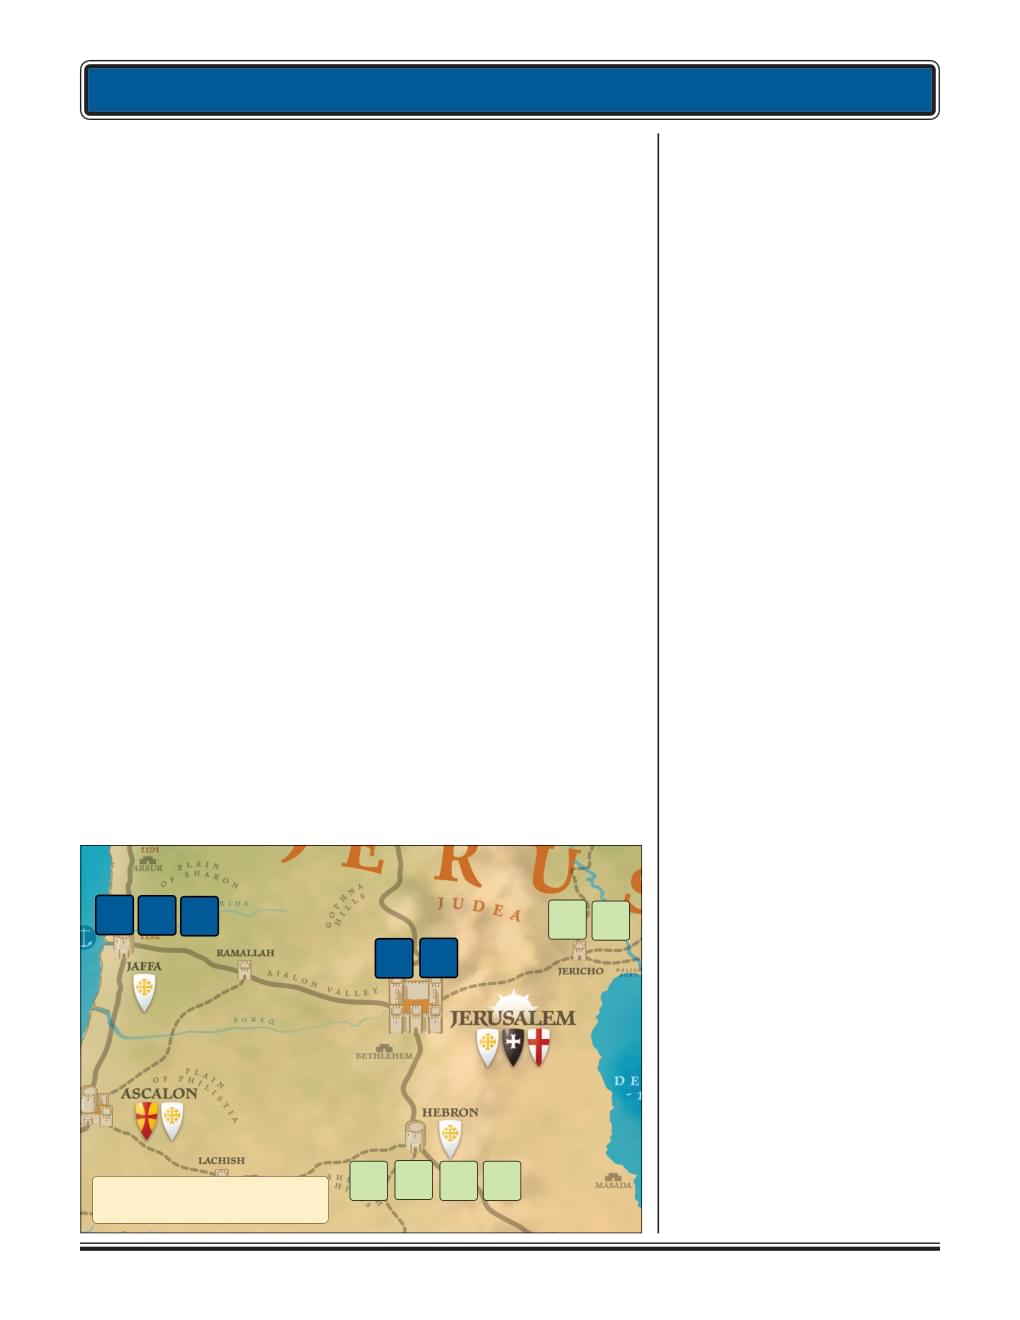 JERUS
JUDEA
1191
ARSUR
PLAIN
OF SHARON
GOPHNA
HILLS
1192
JAFFA
RAMALLAH
AJALON VALLEY
JERICHO
JERUSALEM
SOREQ
BETHLEHEM
PLAIN
OF PHILISTIA
ASCALON
HEBRON
LACHISH
DE
MASADA